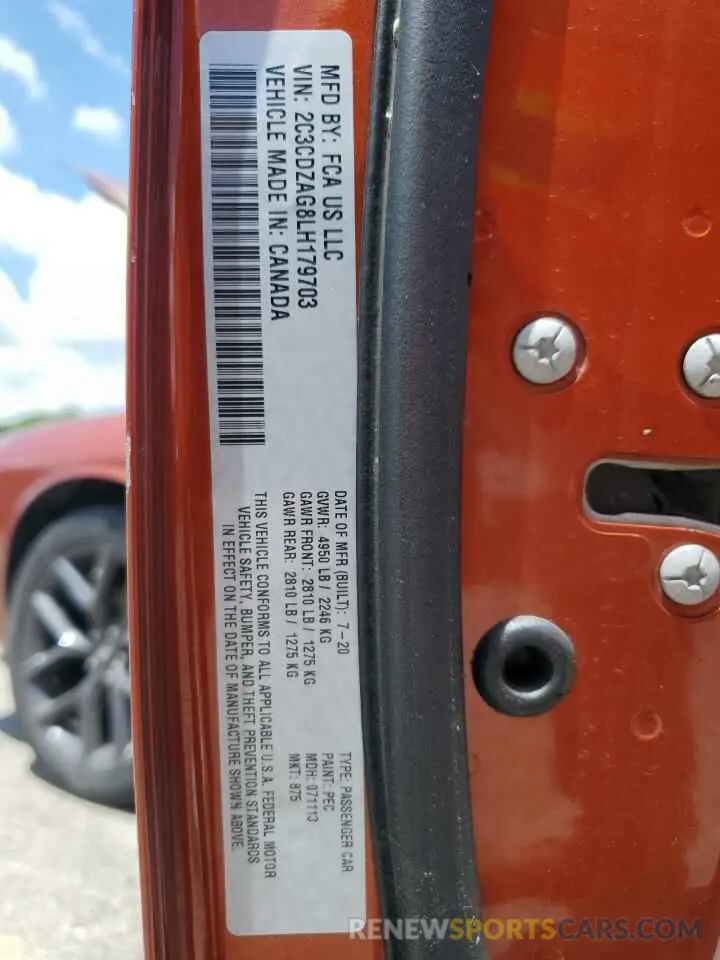 MFD BY: FCA US LLC
VIN: 2C3CDZAG8LH179703
VEHICLE MADE IN: CANADA
DATE OF MFR (BUILT): 7-20
GVWR: 4950 LB / 2246 KG
GAWR FRONT: 2810 LB / 1275 KG
GAWR REAR: 2810 LB / 1275 KG
THIS VEHICLE CONFORMS TO ALL APPLICABLE U.S.A. FEDERAL MOTOR
VEHICLE SAFETY, BUMPER, AND THEFT PREVENTION STANDARDS
IN EFFECT ON THE DATE OF MANUFACTURE SHOWN ABOVE.
TYPE: PASSENGER CAR
PAINT: PEC
MDH: 071113
MKT: 875
RENEWSPORTSCARS.COM